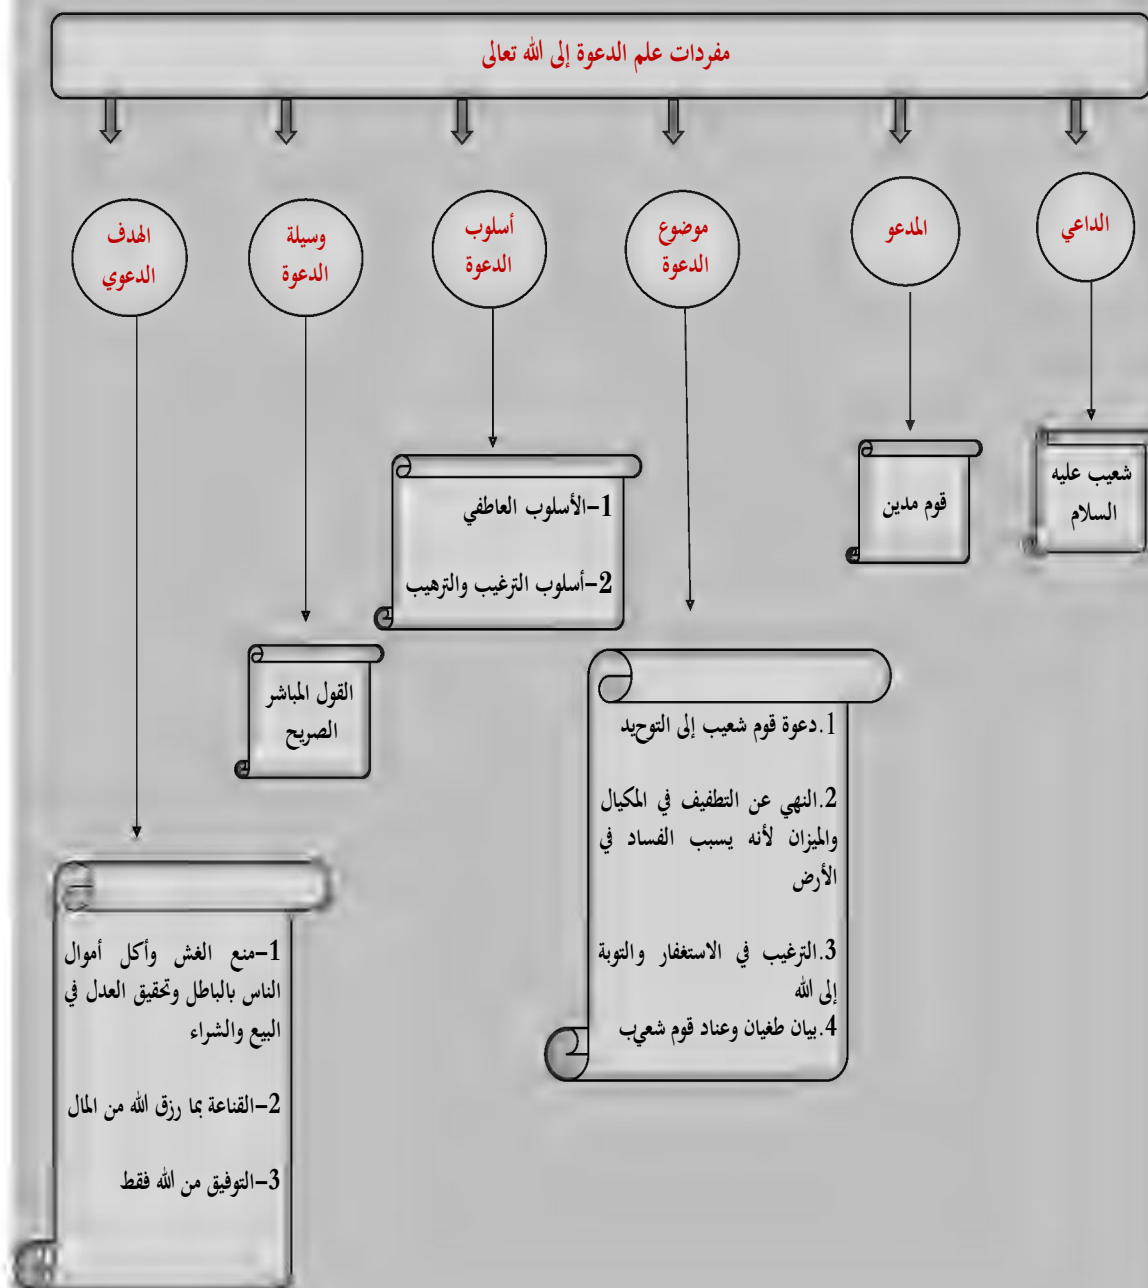 مفردات علم الدعوة إلى الله تعالى
الداعي
المدعو
موضوع
الدعوة
أسلوب
الدعوة
وسيلة
الدعوة
الهدف
الدعوي
شعيب عليه
السلام
قوم مدين
1.دعوة قوم شعيب إلى التوحيد
2.النهي عن التطفيف في المكيال
والميزان لأنه يسبب الفساد في
الأرض
3.الترغيب في الاستغفار والتوبة
إلى الله
4.بيان طغيان وعناد قوم شعيب
1-الأسلوب العاطفي
2-أسلوب الترغيب والترهيب
القول المباشر
الصريح
1-منع الغش وأكل أموال
الناس بالباطل وتحقيق العدل في
البيع والشراء
2-القناعة بما رزق الله من المال
3-التوفيق من الله فقط